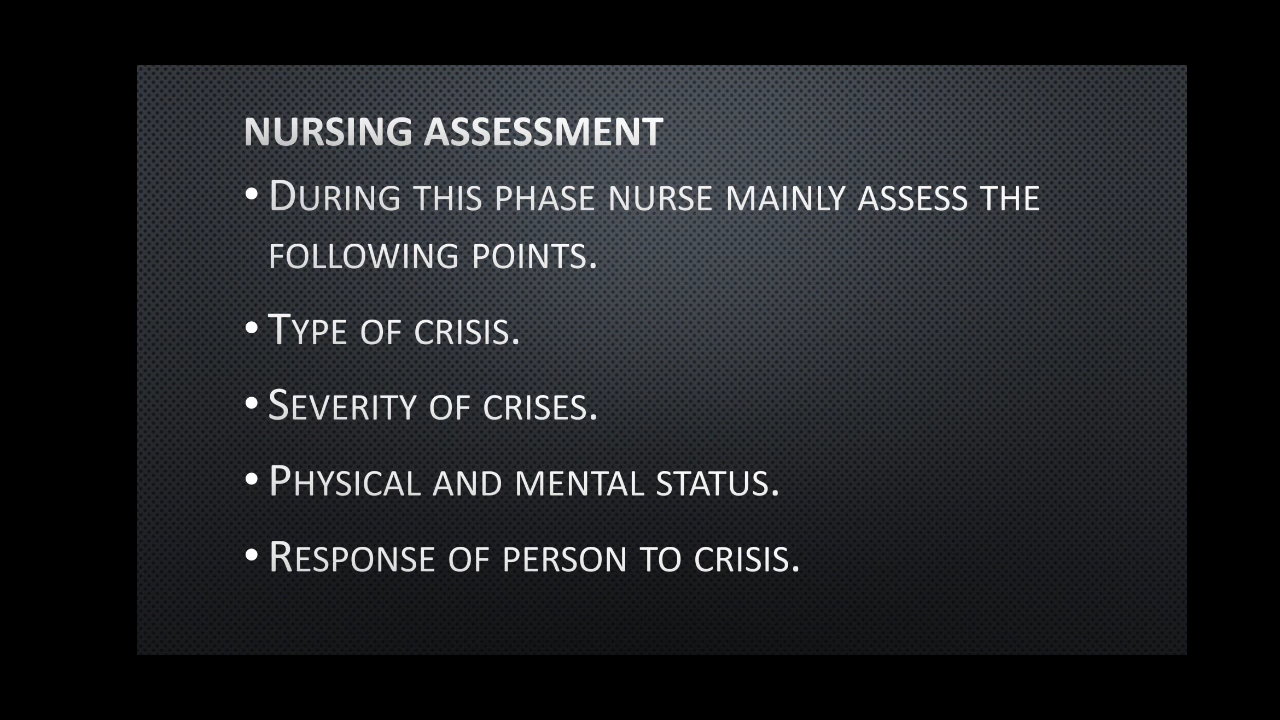 NURSING ASSESSMENT
• DURING THIS PHASE NURSE MAINLY ASSESS THE
FOLLOWING POINTS.
• TYPE OF CRISIS.
• SEVERITY OF CRISES.
• PHYSICAL AND MENTAL STATUS.
• RESPONSE OF PERSON TO CRISIS.